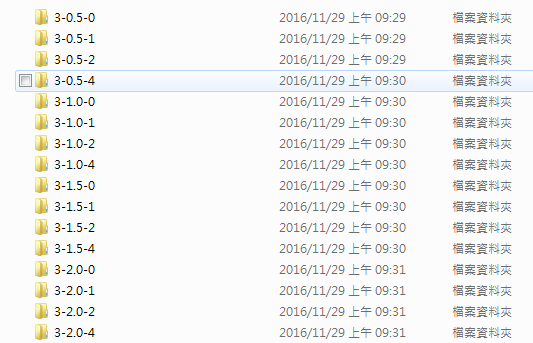 3-0.5-0 2016/11/29 上午 09:29 檔案資料夾
3-0.5-1 2016/11/29 上午 09:29 檔案資料夾
3-0.5-2 2016/11/29 上午 09:29 檔案資料夾
3-0.5-4 2016/11/29 上午 09:30 檔案資料夾
3-1.0-0 2016/11/29 上午 09:30 檔案資料夾
3-1.0-1 2016/11/29 上午 09:30 檔案資料夾
3-1.0-2 2016/11/29 上午 09:30 檔案資料夾
3-1.0-4 2016/11/29 上午 09:30 檔案資料夾
3-1.5-0 2016/11/29 上午 09:30 檔案資料夾
3-1.5-1 2016/11/29 上午 09:30 檔案資料夾
3-1.5-2 2016/11/29 上午 09:30 檔案資料夾
3-1.5-4 2016/11/29 上午 09:30 檔案資料夾
3-2.0-0 2016/11/29 上午 09:31 檔案資料夾
3-2.0-1 2016/11/29 上午 09:31 檔案資料夾
3-2.0-2 2016/11/29 上午 09:31 檔案資料夾
3-2.0-4 2016/11/29 上午 09:31 檔案資料夾